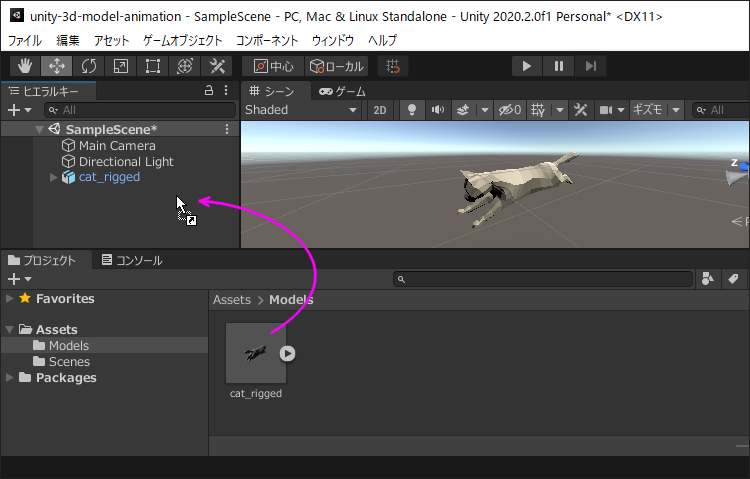 unity-3d-model-animation - SampleScene - PC, Mac & Linux Standalone - Unity 2020.2.0f1 Personal* <DX11>
ファイル 編集 アセット ゲームオブジェクト コンポーネント ウィンドウ ヘルプ
中心 ローカル
ヒエラルキー
シーン ゲーム
All
Shaded 2D 0 ギズモ All
SampleScene*
Main Camera
Directional Light
cat_rigged
z
プロジェクト コンソール
Favorites
Assets
Models
Scenes
Packages
Assets > Models
cat_rigged